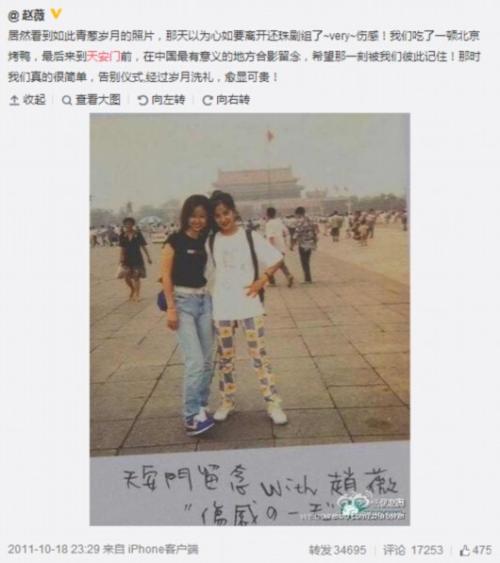 @赵薇
居然看到如此青葱岁月的照片，那天以为心如要离开还珠剧组了~very~伤感！我们吃了一顿北京
烤鸭，最后来到天安门前，在中国最有意义的地方合影留念，希望那一刻被我们彼此记住！那时
我们真的很简单，告别仪式,经过岁月洗礼，愈显可贵！
收起 查看大图 向左转 向右转
天安門留念 With 趙薇
"傷感の一天"
2011-10-18 23:29 来自 iPhone客户端 转发 34695 评论 17253 475